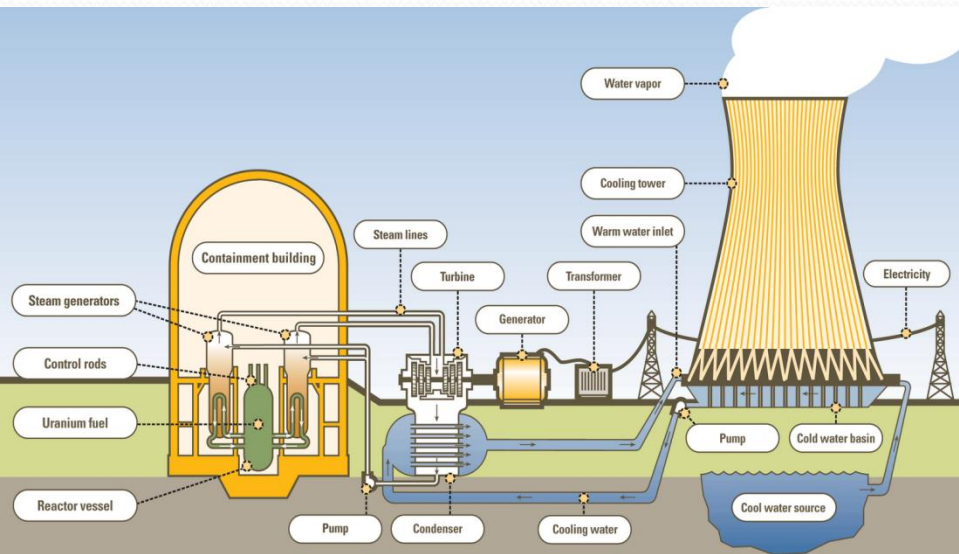 Water vapor
Cooling tower
Steam lines
Warm water inlet
Containment building
Turbine
Transformer
Electricity
Steam generators
Generator
Control rods
Uranium fuel
Pump
Cold water basin
Reactor vessel
Cool water source
Pump
Condenser
Cooling water